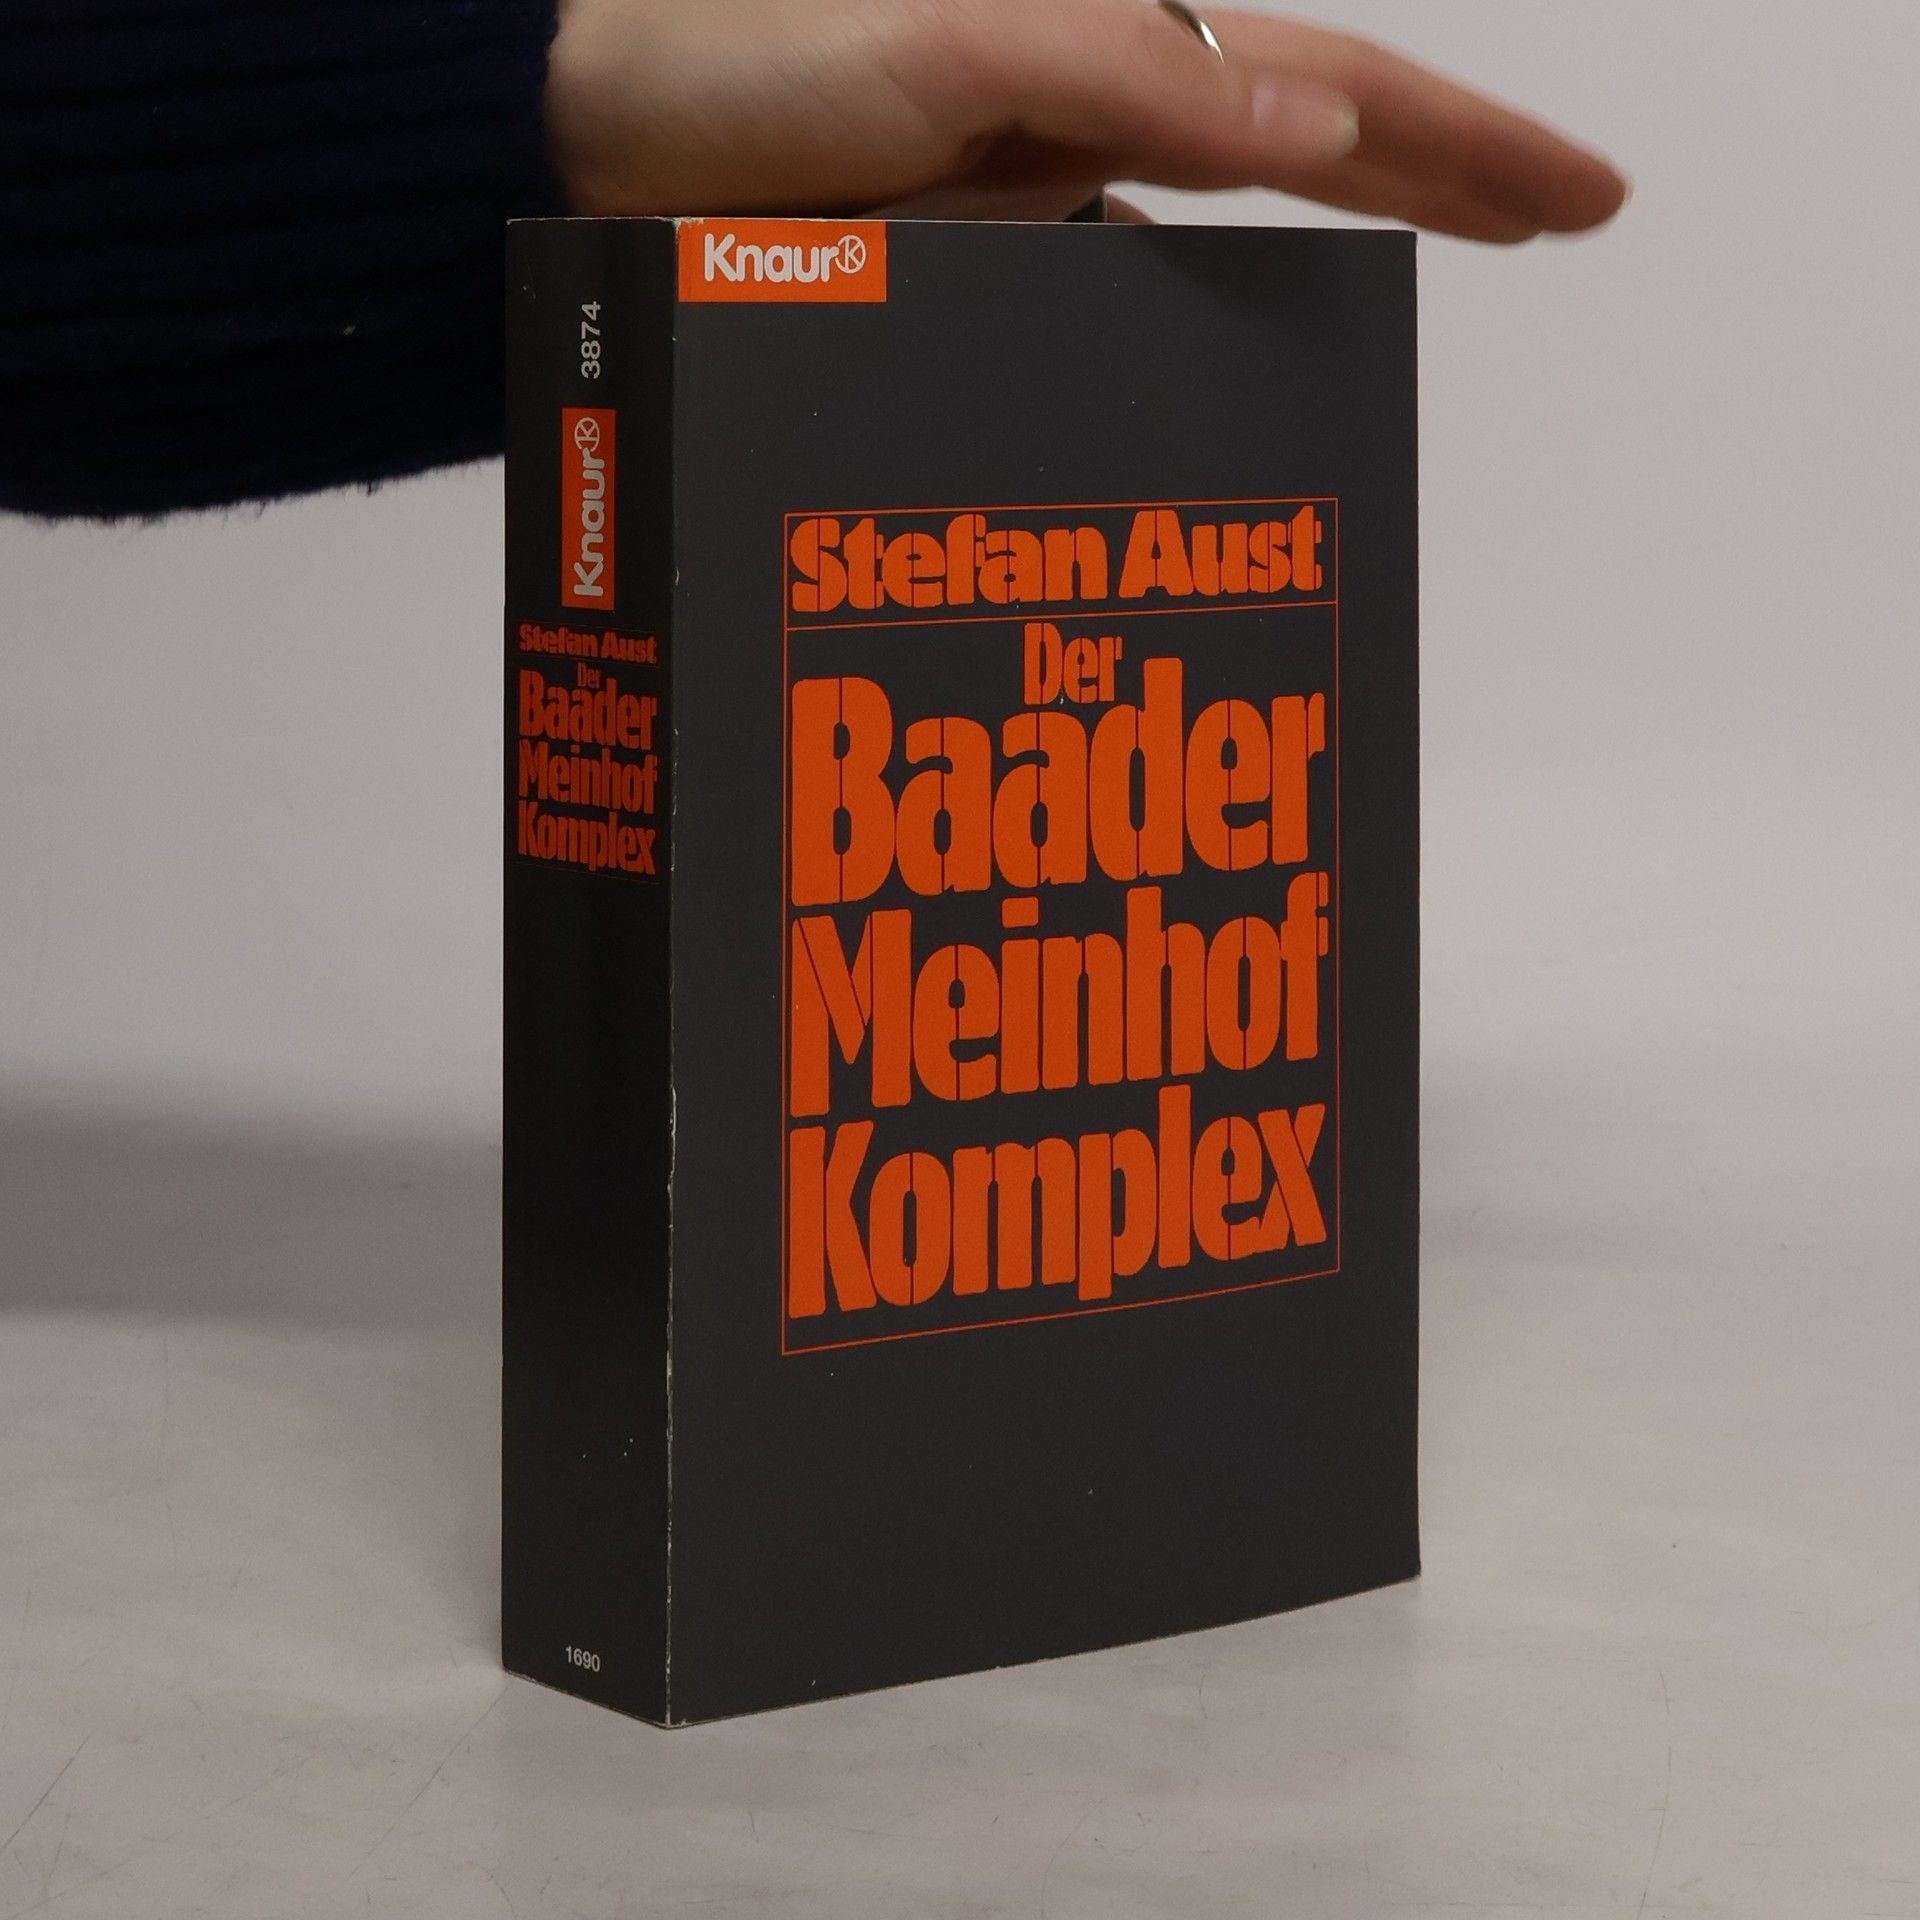 3874
Knaur
Stefan Aust
Der
Baader
Meinhof
Komplex
1690
Knaur
Stefan Aust
Der
Baader
Meinhof
Komplex